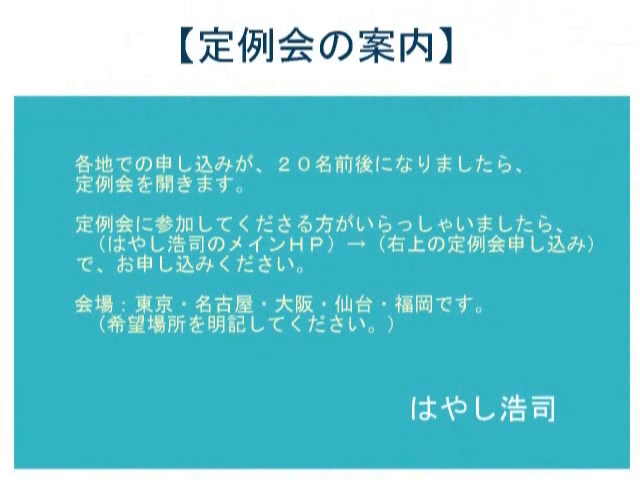 【定例会の案内】
各地での申し込みが、２０名前後になりましたら、
定例会を開きます。
定例会に参加してくださる方がいらっしゃいましたら、
（はやし浩司のメインＨＰ）→（右上の定例会申し込み）
で、お申し込みください。
会場：東京・名古屋・大阪・仙台・福岡です。
（希望場所を明記してください。）
はやし浩司